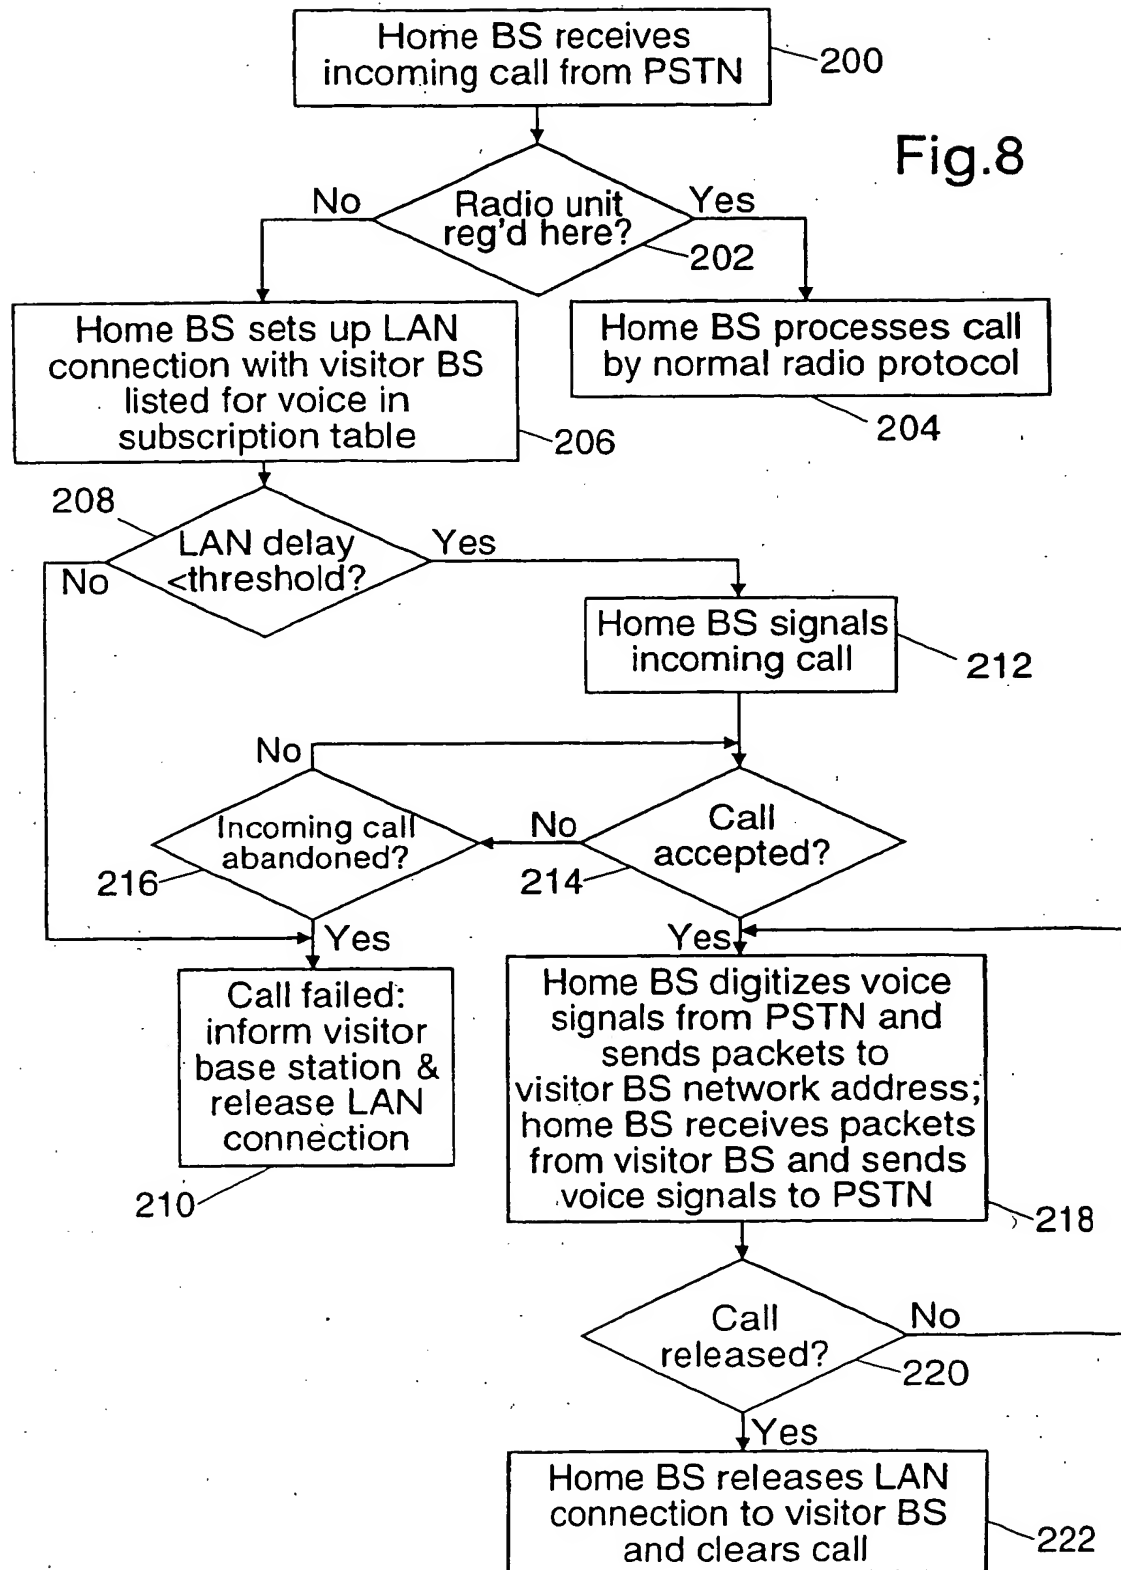 Home BS receives
incoming call from PSTN
200
Fig.8
No
Radio unit
reg'd here?
Yes
202
Home BS sets up LAN
connection with visitor BS
listed for voice in
subscription table
206
Home BS processes call
by normal radio protocol
204
208
LAN delay
<threshold?
Yes
No
Home BS signals
incoming call
212
No
Incoming call
abandoned?
216
No
Call
accepted?
214
Yes
Yes
Call failed:
inform visitor
base station &
release LAN
connection
210
Home BS digitizes voice
signals from PSTN and
sends packets to
visitor BS network address;
home BS receives packets
from visitor BS and sends
voice signals to PSTN
218
Call
released?
No
220
Yes
Home BS releases LAN
connection to visitor BS
and clears call
222